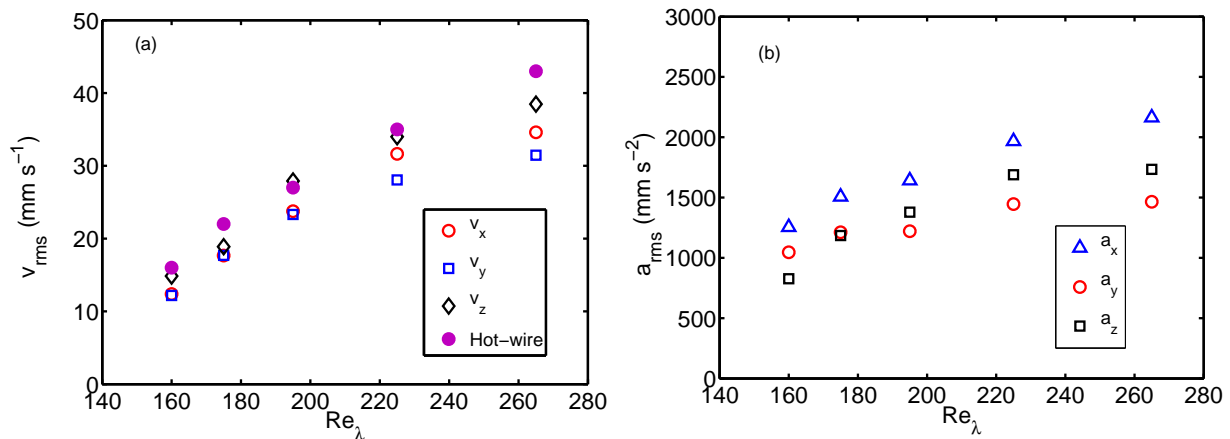 (a)
50
40
30
20
10
0
v_rms (mm s⁻¹)
140 160 180 200 220 240 260 280
Re_λ
v_x
v_y
v_z
Hot−wire
(b)
3000
2500
2000
1500
1000
500
0
a_rms (mm s⁻²)
140 160 180 200 220 240 260 280
Re_λ
a_x
a_y
a_z